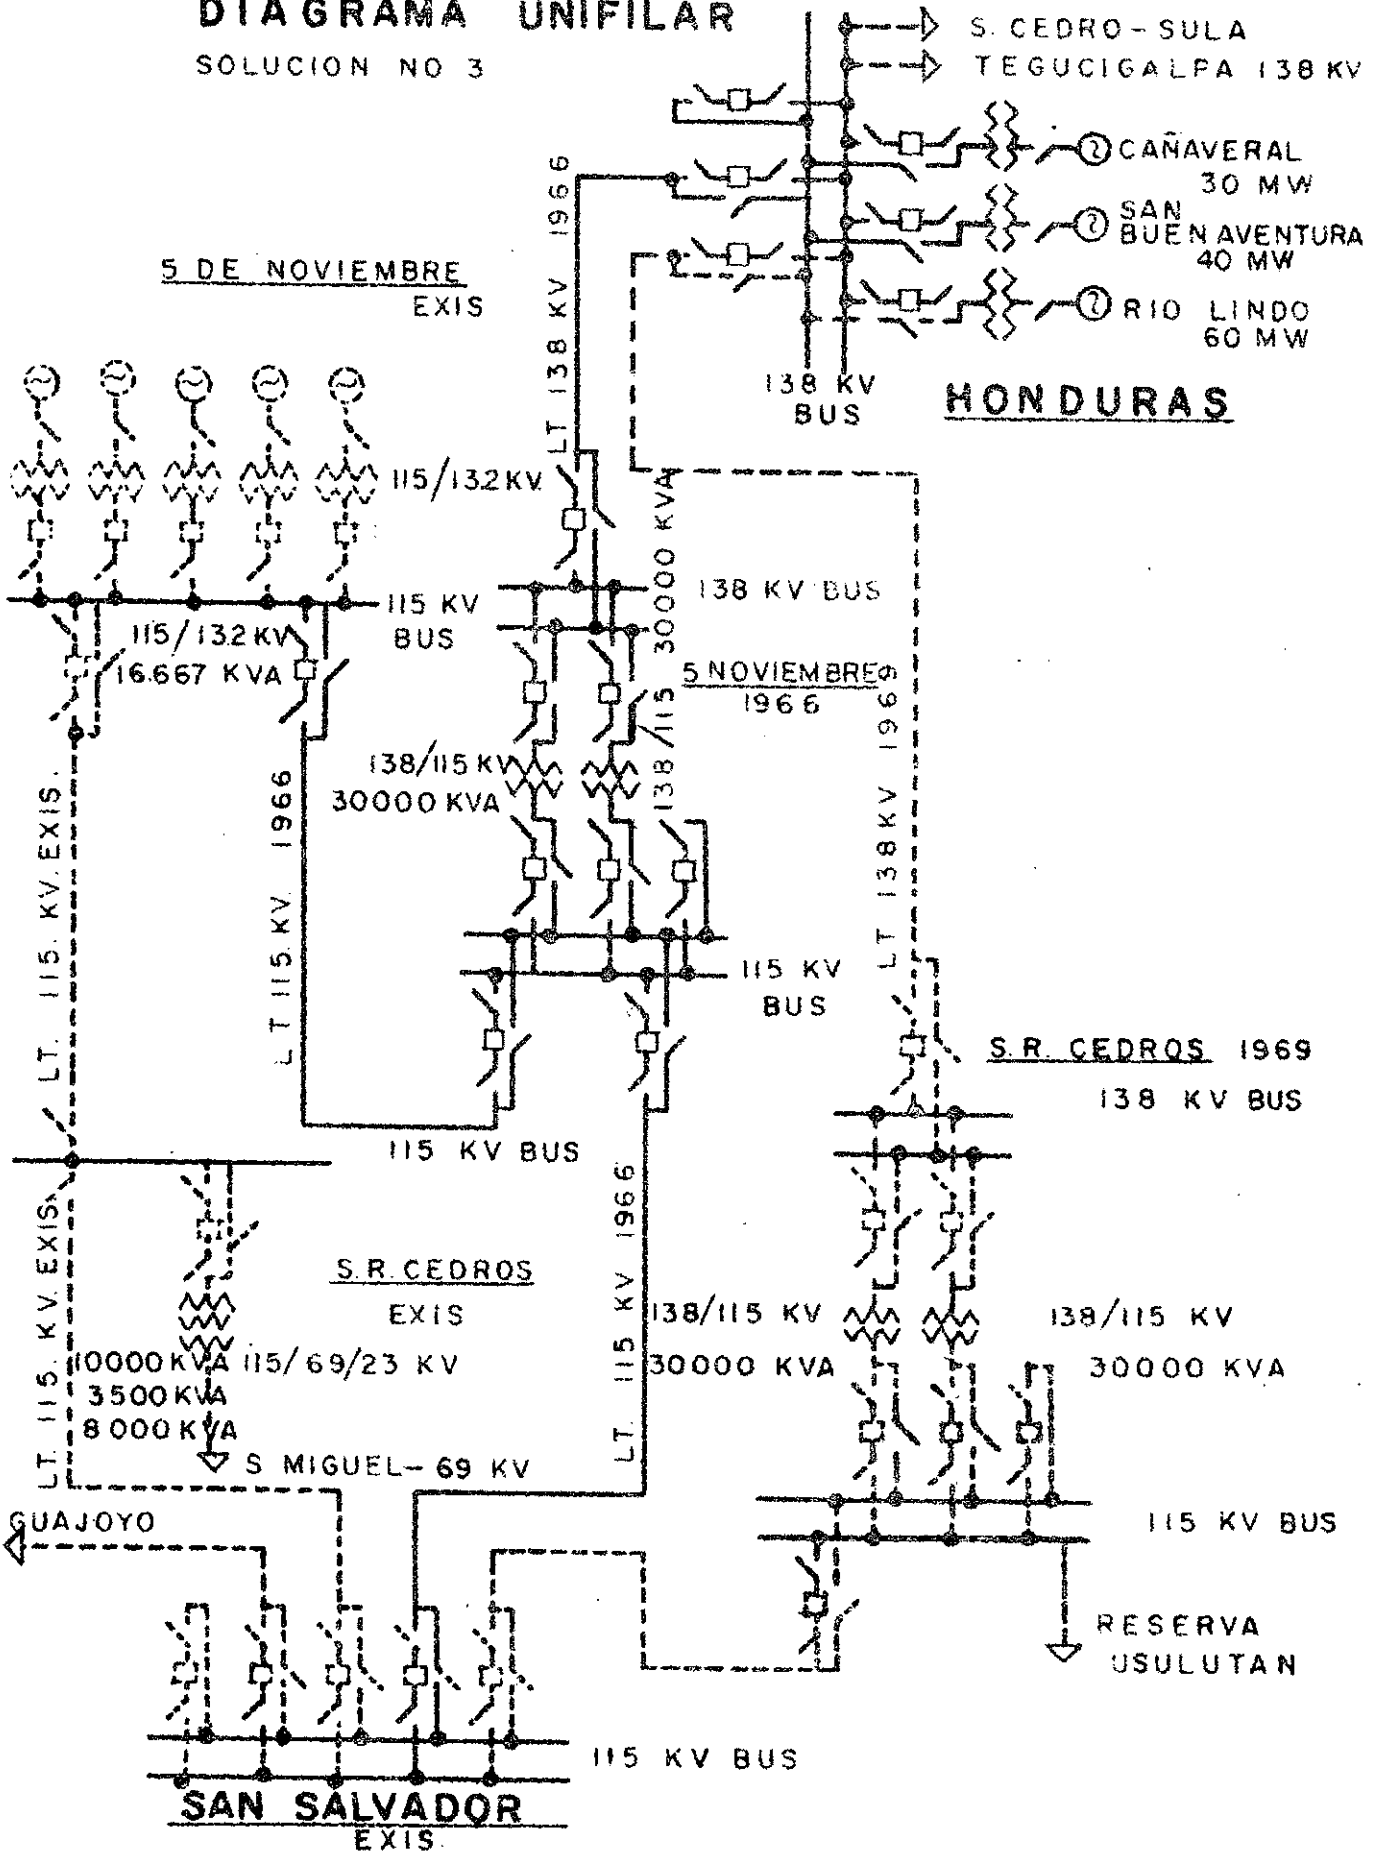 DIAGRAMA UNIFILAR
SOLUCION NO 3
S. CEDRO-SULA
TEGUCIGALPA 138 KV
CAÑAVERAL
30 MW
SAN
BUENAVENTURA
40 MW
RIO LINDO
60 MW
138 KV
BUS
HONDURAS
LT 138 KV 1966
5 DE NOVIEMBRE
EXIS
115/13.2 KV
115 KV
BUS
115/13.2 KV
16.667 KVA
138 KV BUS
138/115 30000 KVA
5 NOVIEMBRE
1966
138/115 KV
30000 KVA
LT 138KV 1969
LT. 115. KV. EXIS.
LT 115. KV. 1966
115 KV
BUS
115 KV BUS
S.R. CEDROS 1969
138 KV BUS
LT. 115. KV. EXIS.
S.R. CEDROS
EXIS
10000 KVA 115/69/23 KV
3500 KVA
8000 KVA
S MIGUEL-69 KV
LT. 115 KV 1966
138/115 KV
30000 KVA
138/115 KV
30000 KVA
115 KV BUS
RESERVA
USULUTAN
GUAJOYO
115 KV BUS
SAN SALVADOR
EXIS.